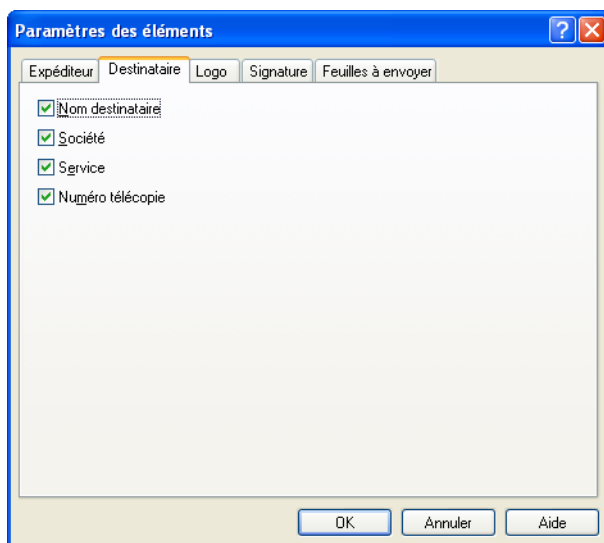 Paramètres des éléments
Expéditeur Destinataire Logo Signature Feuilles à envoyer
Nom destinataire
Société
Service
Numéro télécopie
OK Annuler Aide